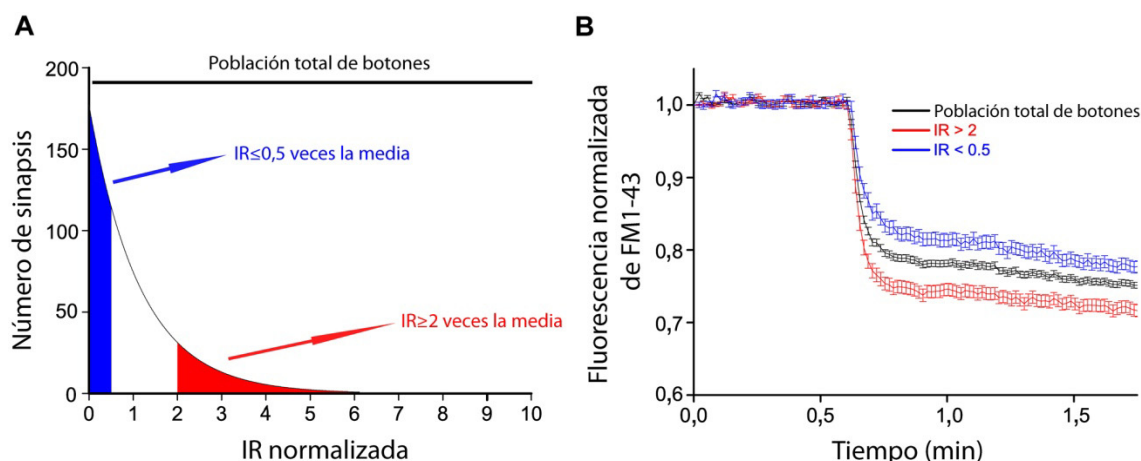 A
Población total de botones
200
150
100
50
0
Número de sinapsis
IR≤0,5 veces la media
IR≥2 veces la media
0 1 2 3 4 5 6 7 8 9 10
IR normalizada
B
Fluorescencia normalizada
de FM1-43
1,0
0,9
0,8
0,7
0,6
Población total de botones
IR > 2
IR < 0.5
0,0 0,5 1,0 1,5
Tiempo (min)